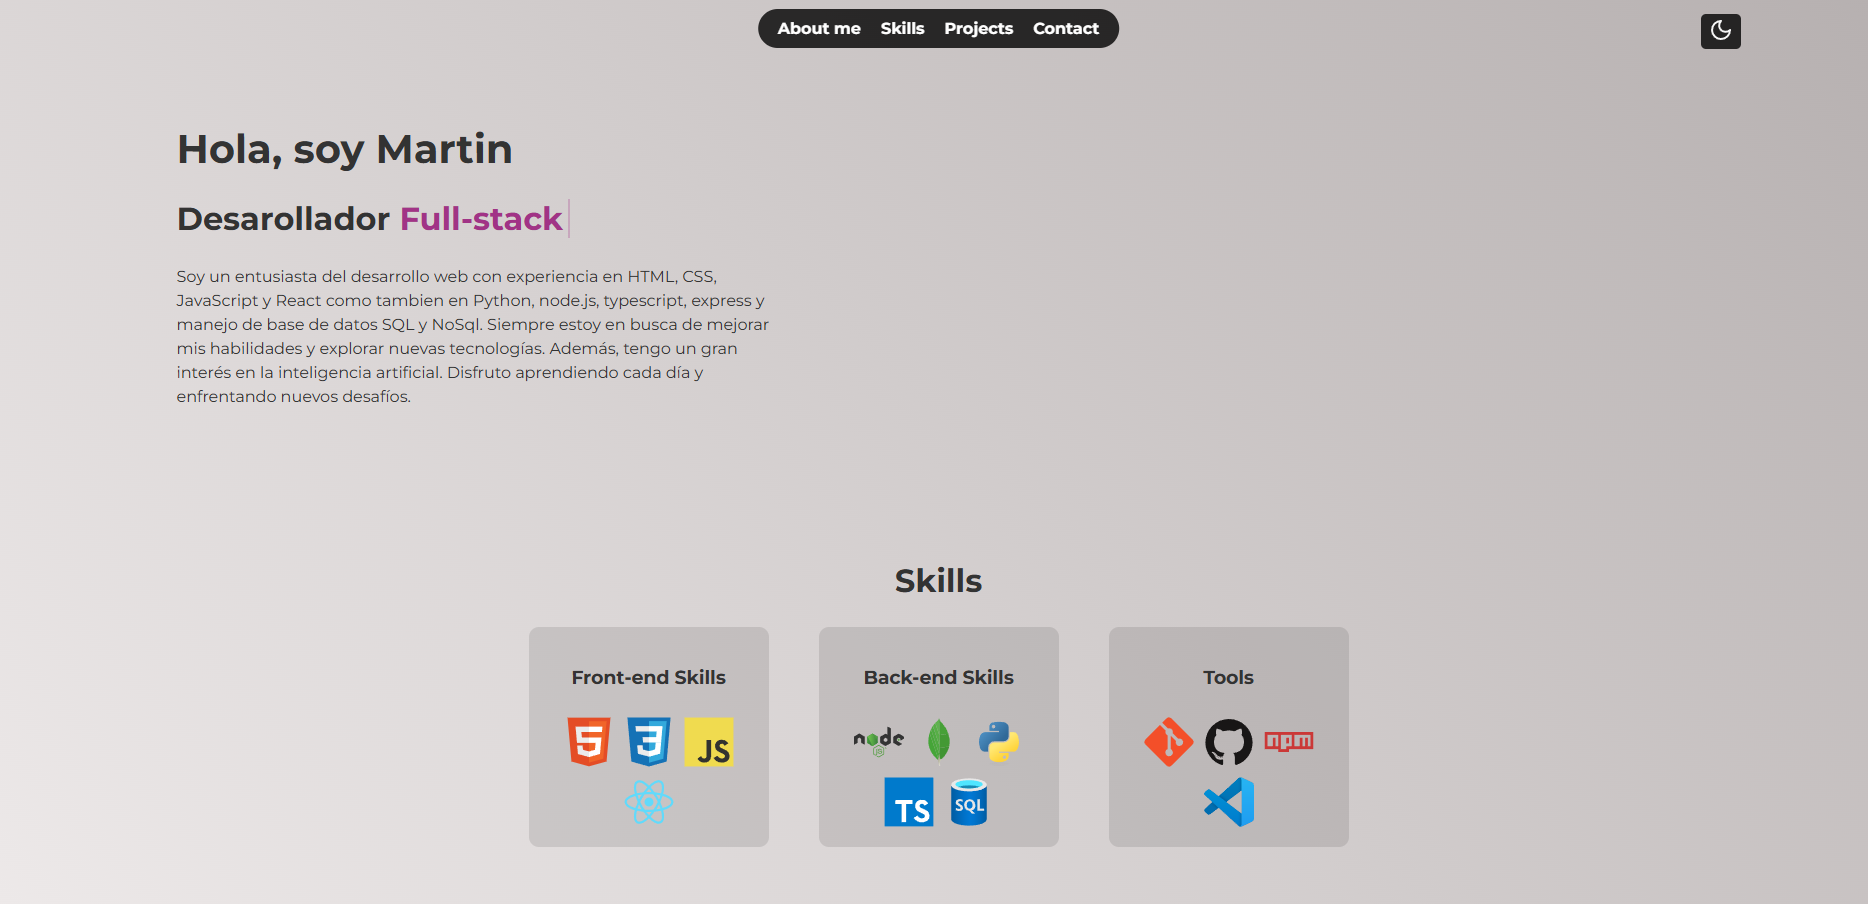 About me Skills Projects Contact
Hola, soy Martin
Desarollador Full-stack
Soy un entusiasta del desarrollo web con experiencia en HTML, CSS,
JavaScript y React como tambien en Python, node.js, typescript, express y
manejo de base de datos SQL y NoSql. Siempre estoy en busca de mejorar
mis habilidades y explorar nuevas tecnologías. Además, tengo un gran
interés en la inteligencia artificial. Disfruto aprendiendo cada día y
enfrentando nuevos desafíos.
Skills
Front-end Skills
5 3 JS
Back-end Skills
node
JS
TS SQL
Tools
npm